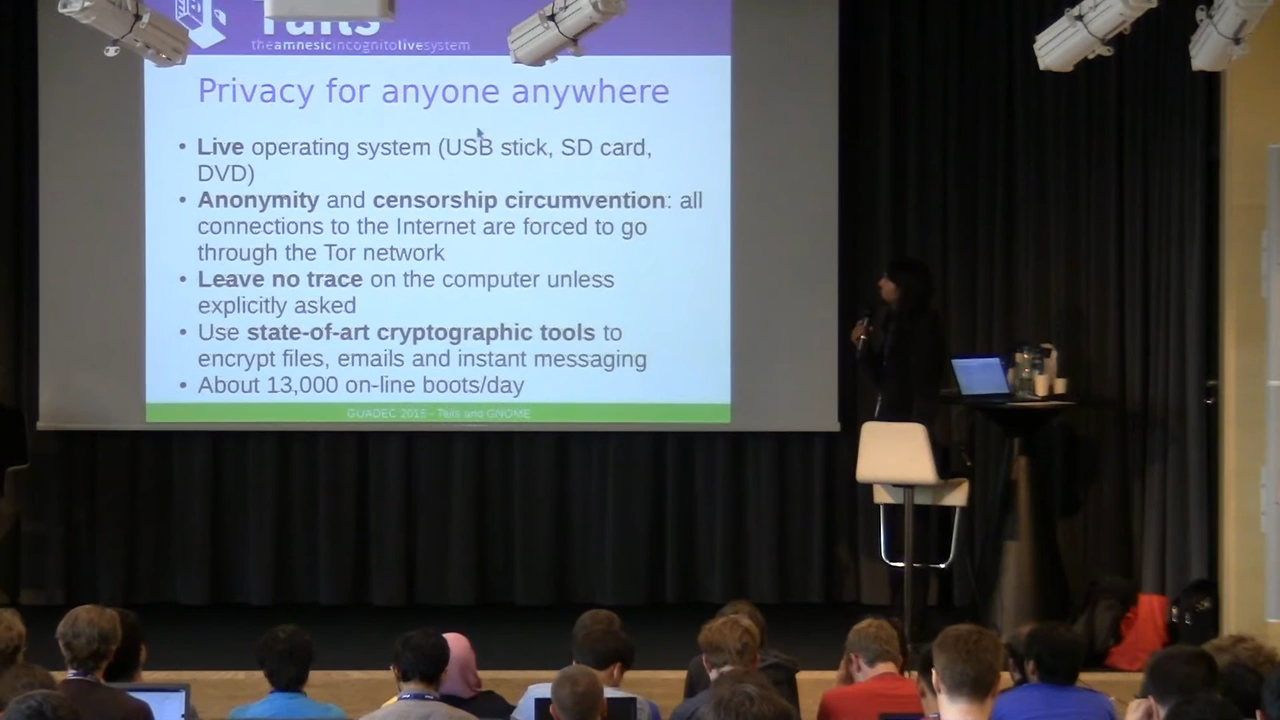 Tails
theamnesicincognitolivesystem
Privacy for anyone anywhere
• Live operating system (USB stick, SD card,
DVD)
• Anonymity and censorship circumvention: all
connections to the Internet are forced to go
through the Tor network
• Leave no trace on the computer unless
explicitly asked
• Use state-of-art cryptographic tools to
encrypt files, emails and instant messaging
• About 13,000 on-line boots/day
GUADEC 2015 - Tails and GNOME